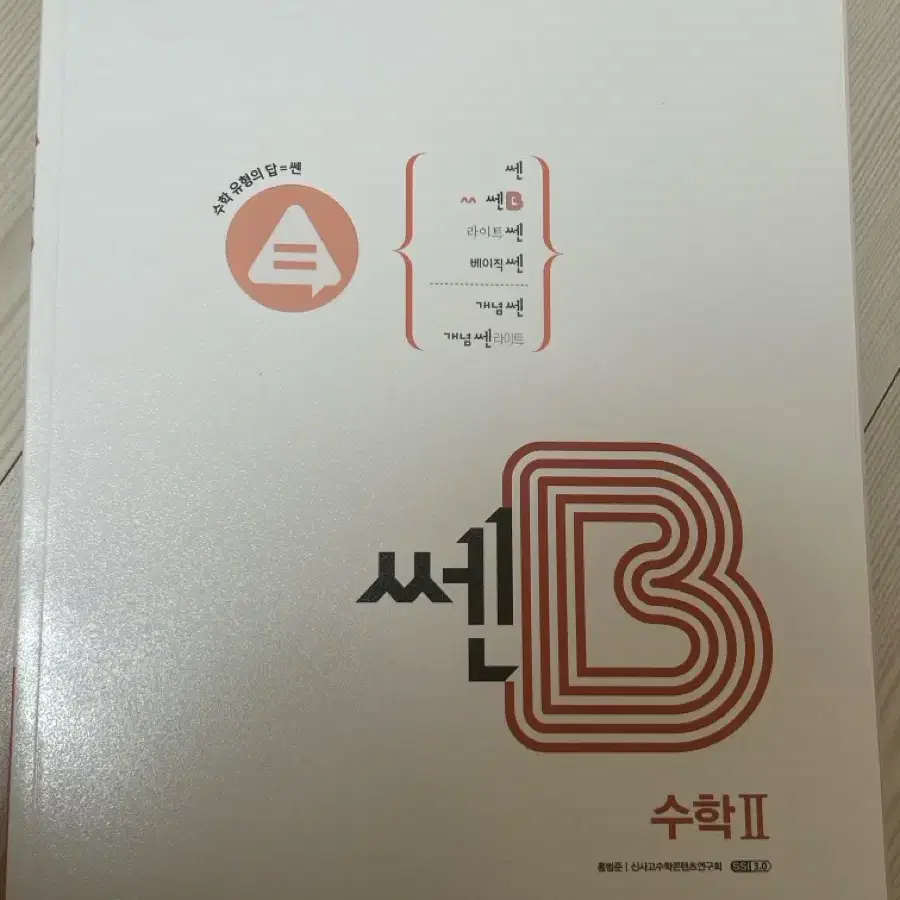 수학 유형의 답 = 쎈
쎈
쎈B
라이트쎈
베이직쎈
개념쎈
개념쎈라이트
쎈B
수학Ⅱ
홍범준 | 신사고수학콘텐츠연구회 SSI 3.0